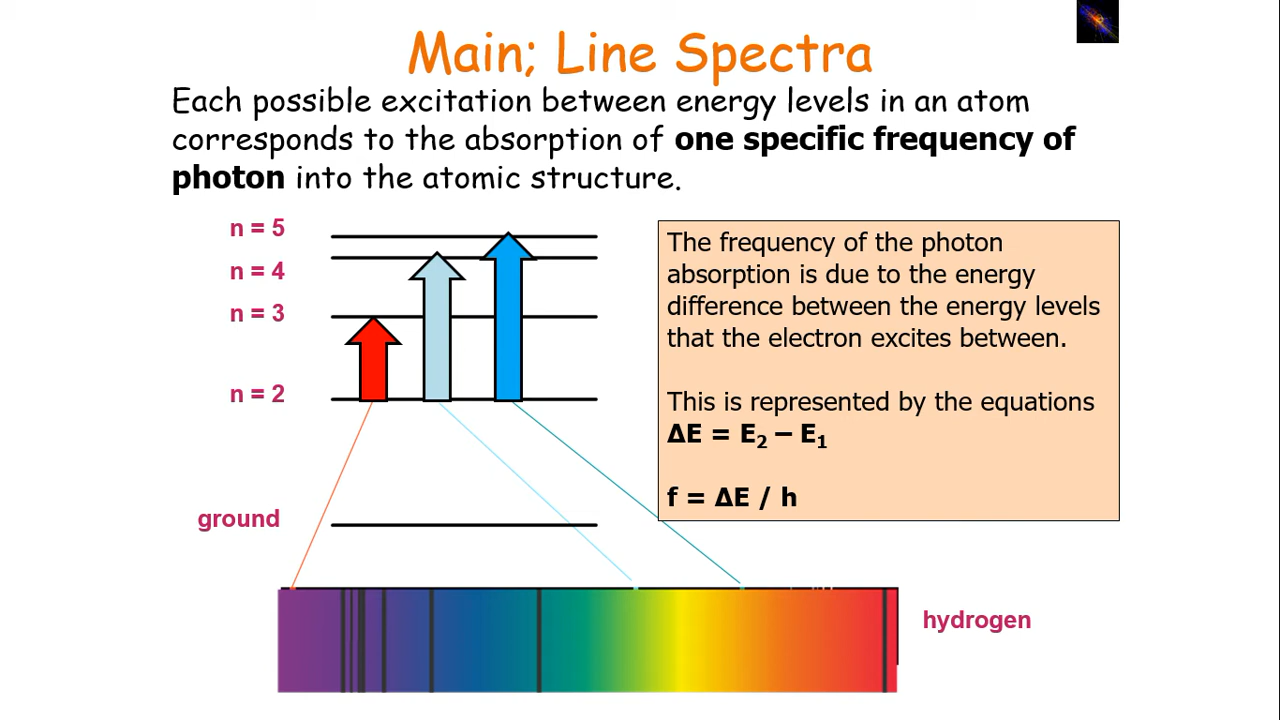 Main; Line Spectra
Each possible excitation between energy levels in an atom
corresponds to the absorption of one specific frequency of
photon into the atomic structure.
n = 5
n = 4
n = 3
n = 2
ground
The frequency of the photon
absorption is due to the energy
difference between the energy levels
that the electron excites between.
This is represented by the equations
ΔE = E₂ – E₁
f = ΔE / h
hydrogen